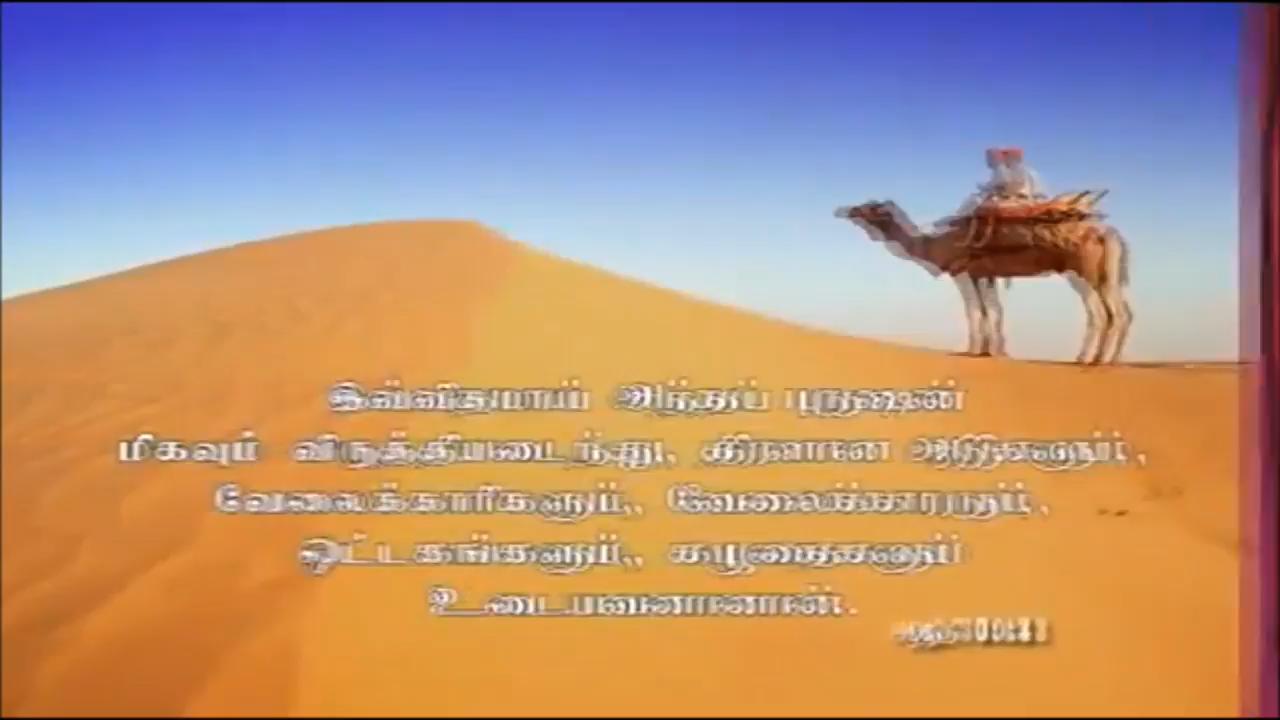 இவ்விதமாய் அந்தப் புருஷன்
மிகவும் விருத்தியடைந்து, திரளான ஆடுகளும்,
வேலைக்காரிகளும், வேலைக்காரரும்,
ஒட்டகங்களும், கழுதைகளும்
உடையவனானான்.